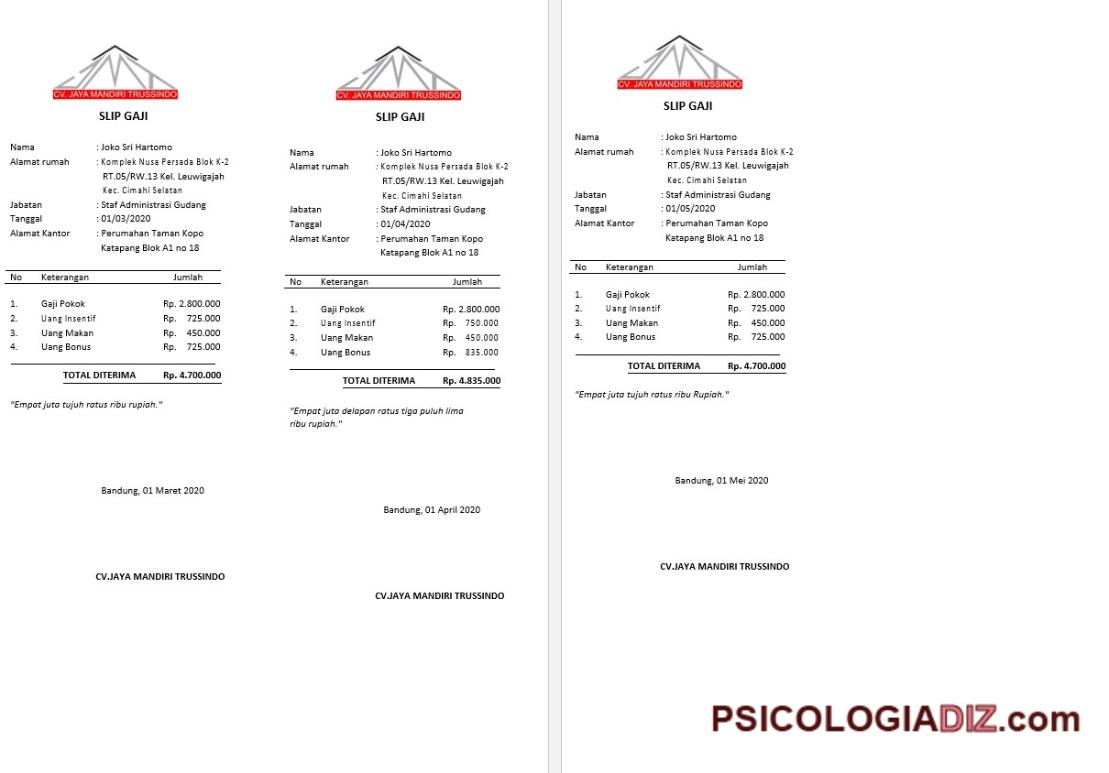 CV. JAYA MANDIRI TRUSSINDO
SLIP GAJI
Nama : Joko Sri Hartomo
Alamat rumah : Komplek Nusa Persada Blok K-2
RT.05/RW.13 Kel. Leuwigajah
Kec. Cimahi Selatan
Jabatan : Staf Administrasi Gudang
Tanggal : 01/03/2020
Alamat Kantor : Perumahan Taman Kopo
Katapang Blok A1 no 18
No Keterangan Jumlah
1. Gaji Pokok Rp. 2.800.000
2. Uang Insentif Rp. 725.000
3. Uang Makan Rp. 450.000
4. Uang Bonus Rp. 725.000
TOTAL DITERIMA Rp. 4.700.000
"Empat juta tujuh ratus ribu rupiah."
Bandung, 01 Maret 2020
CV.JAYA MANDIRI TRUSSINDO
CV. JAYA MANDIRI TRUSSINDO
SLIP GAJI
Nama : Joko Sri Hartomo
Alamat rumah : Komplek Nusa Persada Blok K-2
RT.05/RW.13 Kel. Leuwigajah
Kec. Cimahi Selatan
Jabatan : Staf Administrasi Gudang
Tanggal : 01/04/2020
Alamat Kantor : Perumahan Taman Kopo
Katapang Blok A1 no 18
No Keterangan Jumlah
1. Gaji Pokok Rp. 2.800.000
2. Uang Insentif Rp. 750.000
3. Uang Makan Rp. 450.000
4. Uang Bonus Rp. 835.000
TOTAL DITERIMA Rp. 4.835.000
"Empat juta delapan ratus tiga puluh lima
ribu rupiah."
Bandung, 01 April 2020
CV.JAYA MANDIRI TRUSSINDO
CV. JAYA MANDIRI TRUSSINDO
SLIP GAJI
Nama : Joko Sri Hartomo
Alamat rumah : Komplek Nusa Persada Blok K-2
RT.05/RW.13 Kel. Leuwigajah
Kec. Cimahi Selatan
Jabatan : Staf Administrasi Gudang
Tanggal : 01/05/2020
Alamat Kantor : Perumahan Taman Kopo
Katapang Blok A1 no 18
No Keterangan Jumlah
1. Gaji Pokok Rp. 2.800.000
2. Uang Insentif Rp. 725.000
3. Uang Makan Rp. 450.000
4. Uang Bonus Rp. 725.000
TOTAL DITERIMA Rp. 4.700.000
"Empat juta tujuh ratus ribu Rupiah."
Bandung, 01 Mei 2020
CV.JAYA MANDIRI TRUSSINDO
PSICOLOGIADIZ.com